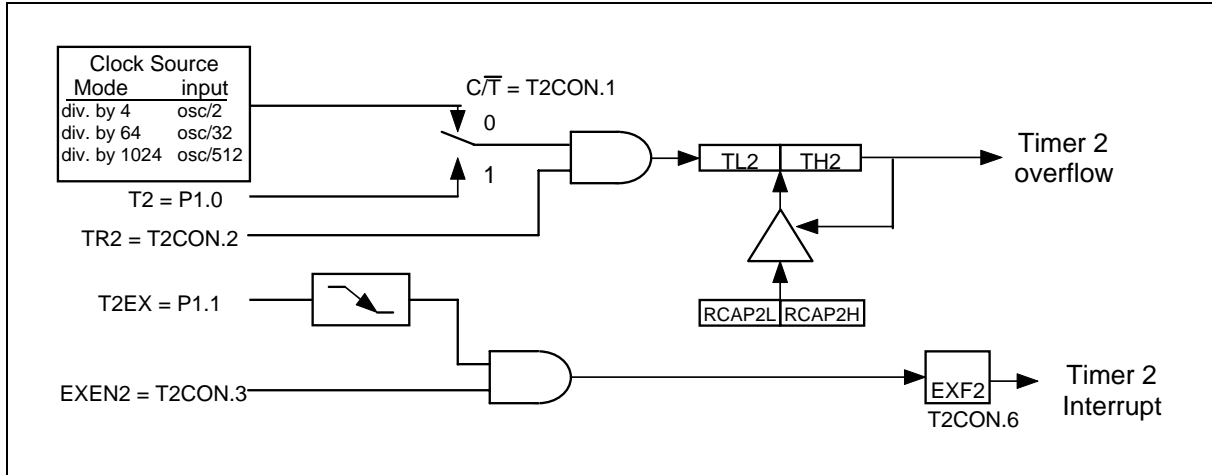 Clock Source
Mode input
div. by 4 osc/2
div. by 64 osc/32
div. by 1024 osc/512
C/T̅ = T2CON.1
0
1
T2 = P1.0
TR2 = T2CON.2
TL2 TH2
Timer 2
overflow
T2EX = P1.1
RCAP2L RCAP2H
EXEN2 = T2CON.3
EXF2
T2CON.6
Timer 2
Interrupt